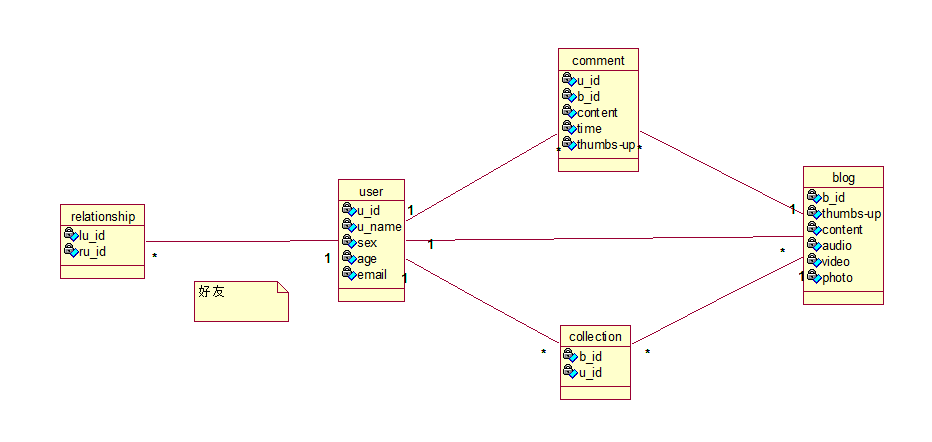 comment
u_id
b_id
content
time
thumbs-up
*
*
blog
b_id
thumbs-up
content
audio
video
photo
1
*
1
user
u_id
u_name
sex
age
email
1
1
1
1
relationship
lu_id
ru_id
*
好友
collection
b_id
u_id
*
*